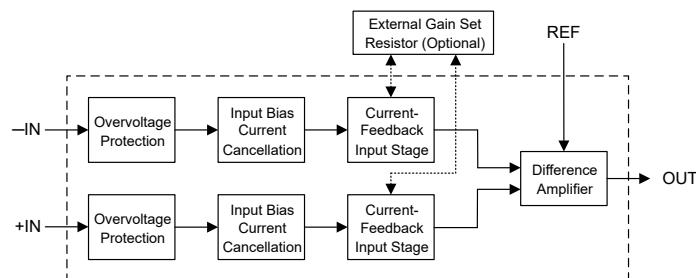 External Gain Set
Resistor (Optional)
REF
—IN
Overvoltage
Protection
Input Bias
Current
Cancellation
Current-
Feedback
Input Stage
Difference
Amplifier
OUT
+IN
Overvoltage
Protection
Input Bias
Current
Cancellation
Current-
Feedback
Input Stage